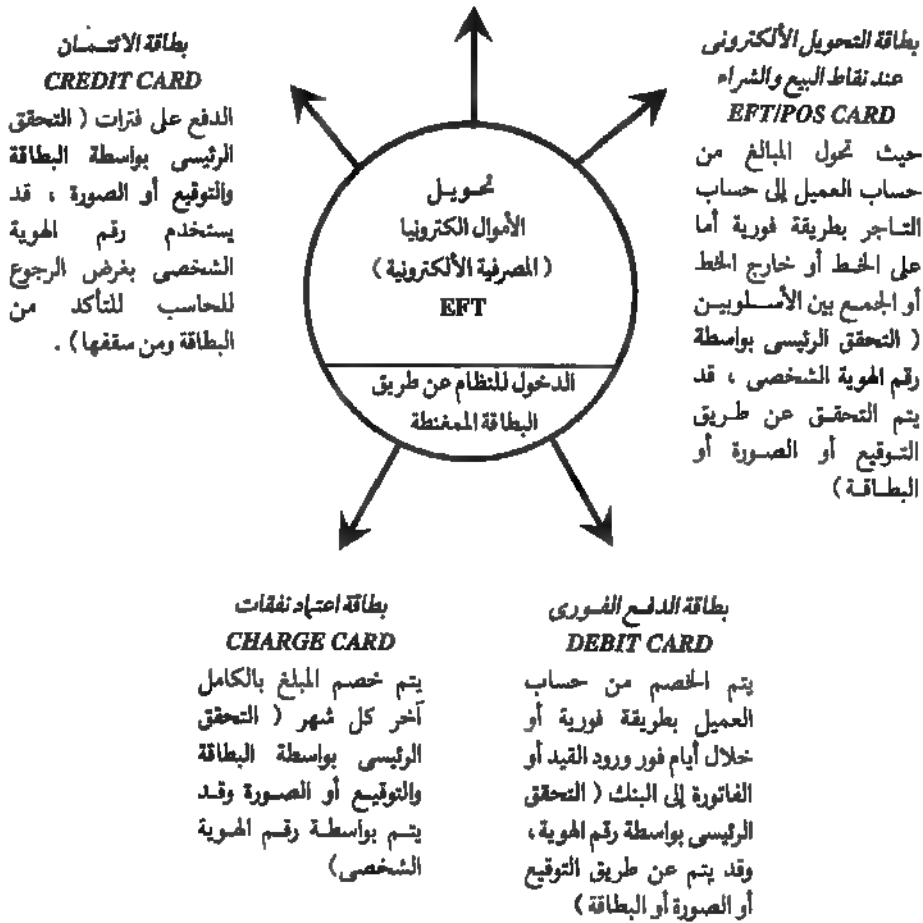 بطاقة التحويل الألكترونى
عند نقاط البيع والشراء
EFT/POS CARD
حيث تحول المبالغ من
حساب العميل إلى حساب
التاجر بطريقة فورية أما
على الخط أو خارج الخط
أو الجمع بين الأسلوبين
( التحقق الرئيسى بواسطة
رقم الهوية الشخصى ، قد
يتم التحقق عن طريق
التوقيع أو الصورة أو
البطاقة )
بطاقة الائتمان
CREDIT CARD
الدفع على فترات ( التحقق
الرئيسى بواسطة البطاقة
والتوقيع أو الصورة ، قد
يستخدم رقم الهوية
الشخصى بغرض الرجوع
للحاسب للتأكد من
البطاقة ومن سقفها ) .
تحويل
الأموال الكترونيا
( المصرفية الألكترونية )
EFT
الدخول للنظام عن طريق
البطاقة الممغنطة
بطاقة الدفع الفورى
DEBIT CARD
يتم الخصم من حساب
العميل بطريقة فورية أو
خلال أيام فور ورود القيد أو
الفاتورة إلى البنك ( التحقق
الرئيسى بواسطة رقم الهوية ،
وقد يتم عن طريق التوقيع
أو الصورة أو البطاقة )
بطاقة اعتماد نفقات
CHARGE CARD
يتم خصم المبلغ بالكامل
آخر كل شهر ( التحقق
الرئيسى بواسطة البطاقة
والتوقيع أو الصورة وقد
يتم بواسطة رقم الهوية
الشخصى)